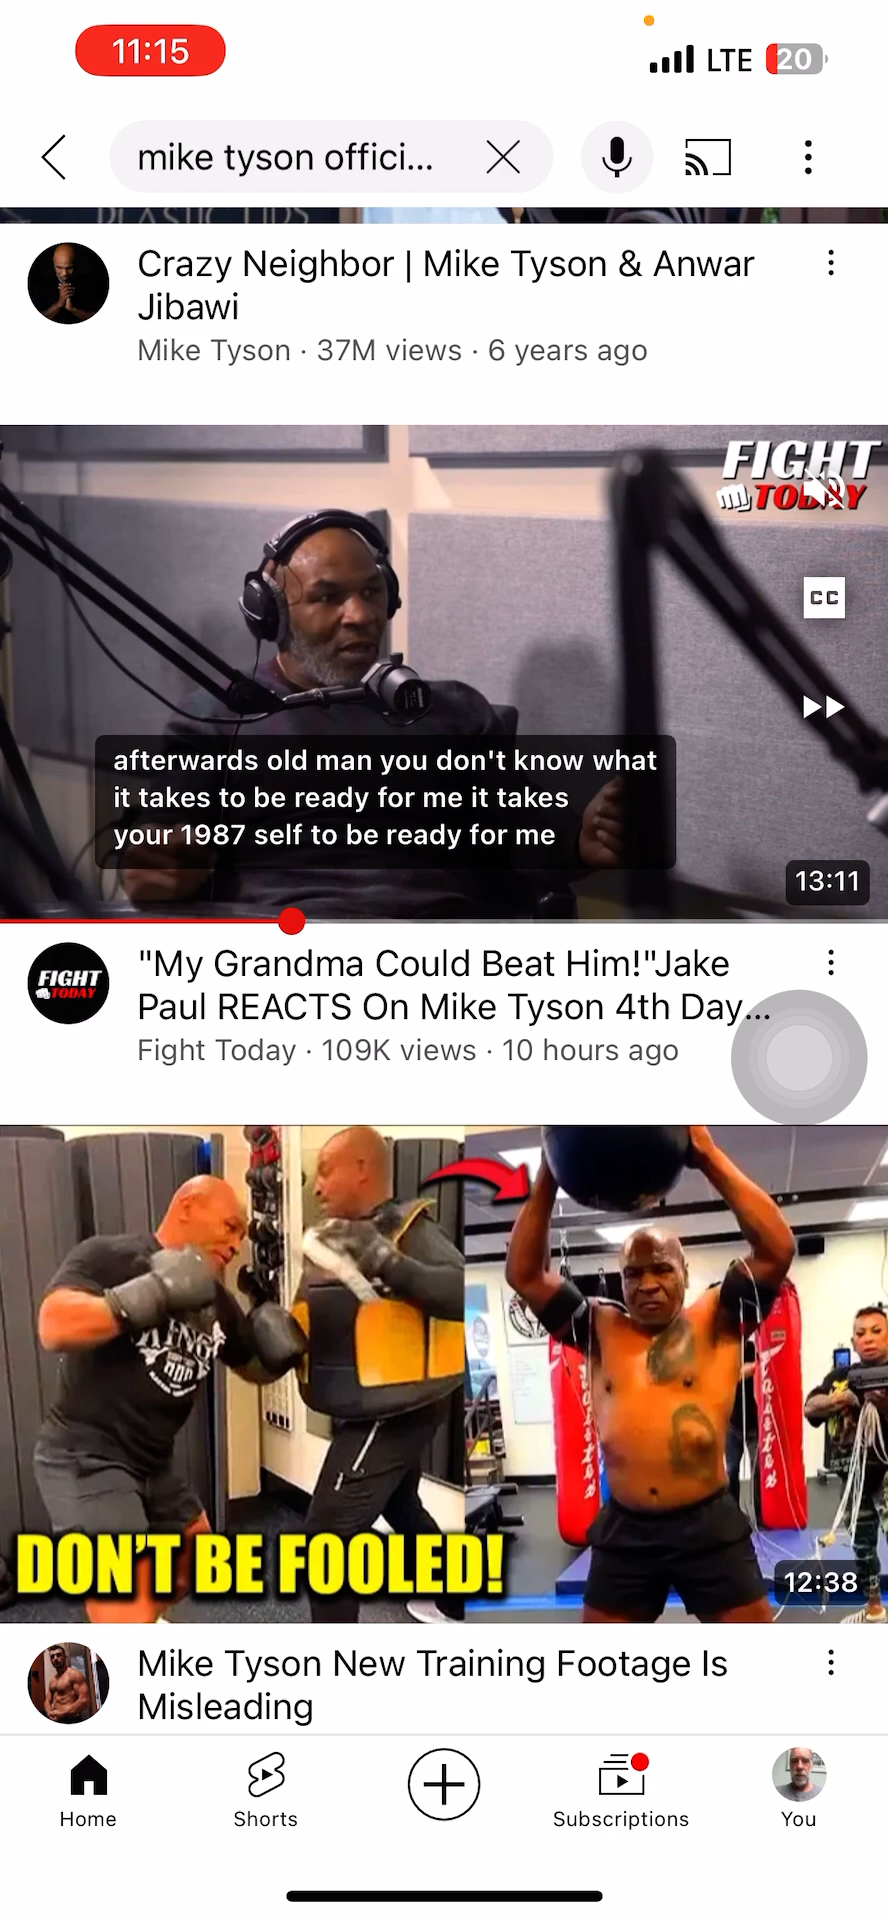 11:15
LTE 20
mike tyson offici...
PLASTIC LIDS
Crazy Neighbor | Mike Tyson & Anwar
Jibawi
Mike Tyson · 37M views · 6 years ago
FIGHT
TODAY
CC
afterwards old man you don't know what
it takes to be ready for me it takes
your 1987 self to be ready for me
13:11
FIGHT
TODAY
"My Grandma Could Beat Him!"Jake
Paul REACTS On Mike Tyson 4th Day...
Fight Today · 109K views · 10 hours ago
DON'T BE FOOLED!
12:38
Mike Tyson New Training Footage Is
Misleading
Home
Shorts
Subscriptions
You